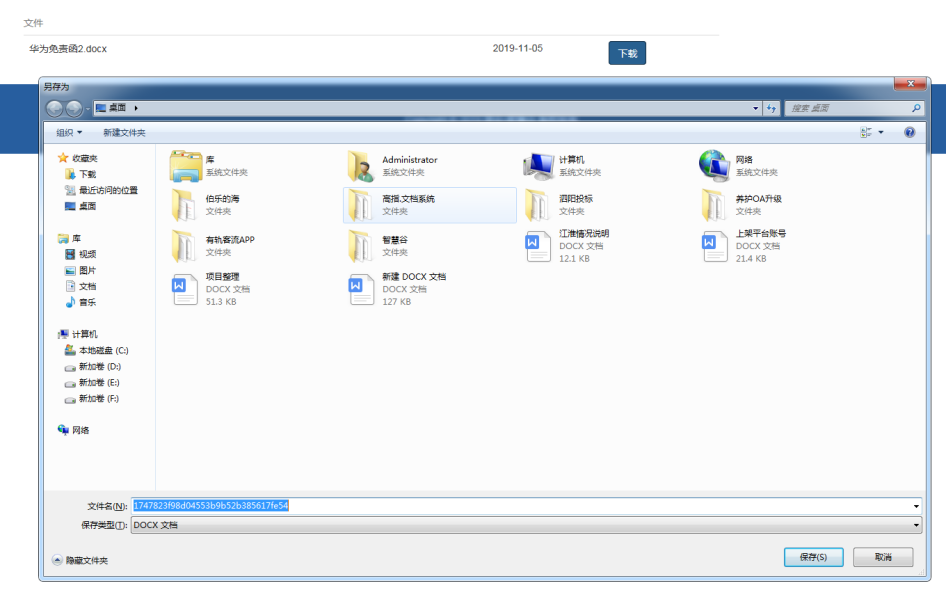 文件
华为免责函2.docx 2019-11-05 下载
另存为
桌面 搜索 桌面
组织 新建文件夹
收藏夹
下载
最近访问的位置
桌面
库
视频
图片
文档
音乐
计算机
本地磁盘 (C:)
新加卷 (D:)
新加卷 (E:)
新加卷 (F:)
网络
库
系统文件夹
Administrator
系统文件夹
计算机
系统文件夹
网络
系统文件夹
伯乐的海
文件夹
高指.文档系统
文件夹
泗阳投标
文件夹
养护OA升级
文件夹
有轨客流APP
文件夹
智慧谷
文件夹
江淮情况说明
DOCX 文档
12.1 KB
上架平台账号
DOCX 文档
21.4 KB
项目整理
DOCX 文档
51.3 KB
新建 DOCX 文档
DOCX 文档
127 KB
文件名(N): 1747823f98d04553b9b52b385617fe54
保存类型(T): DOCX 文档
隐藏文件夹 保存(S) 取消